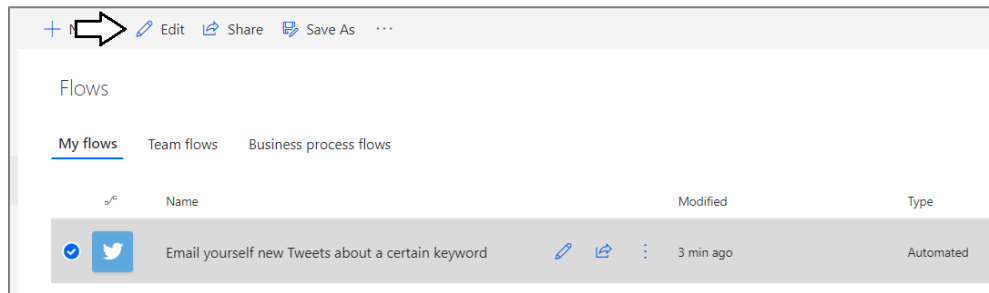 Edit Share Save As ...
Flows
My flows Team flows Business process flows
Name Modified Type
Email yourself new Tweets about a certain keyword 3 min ago Automated